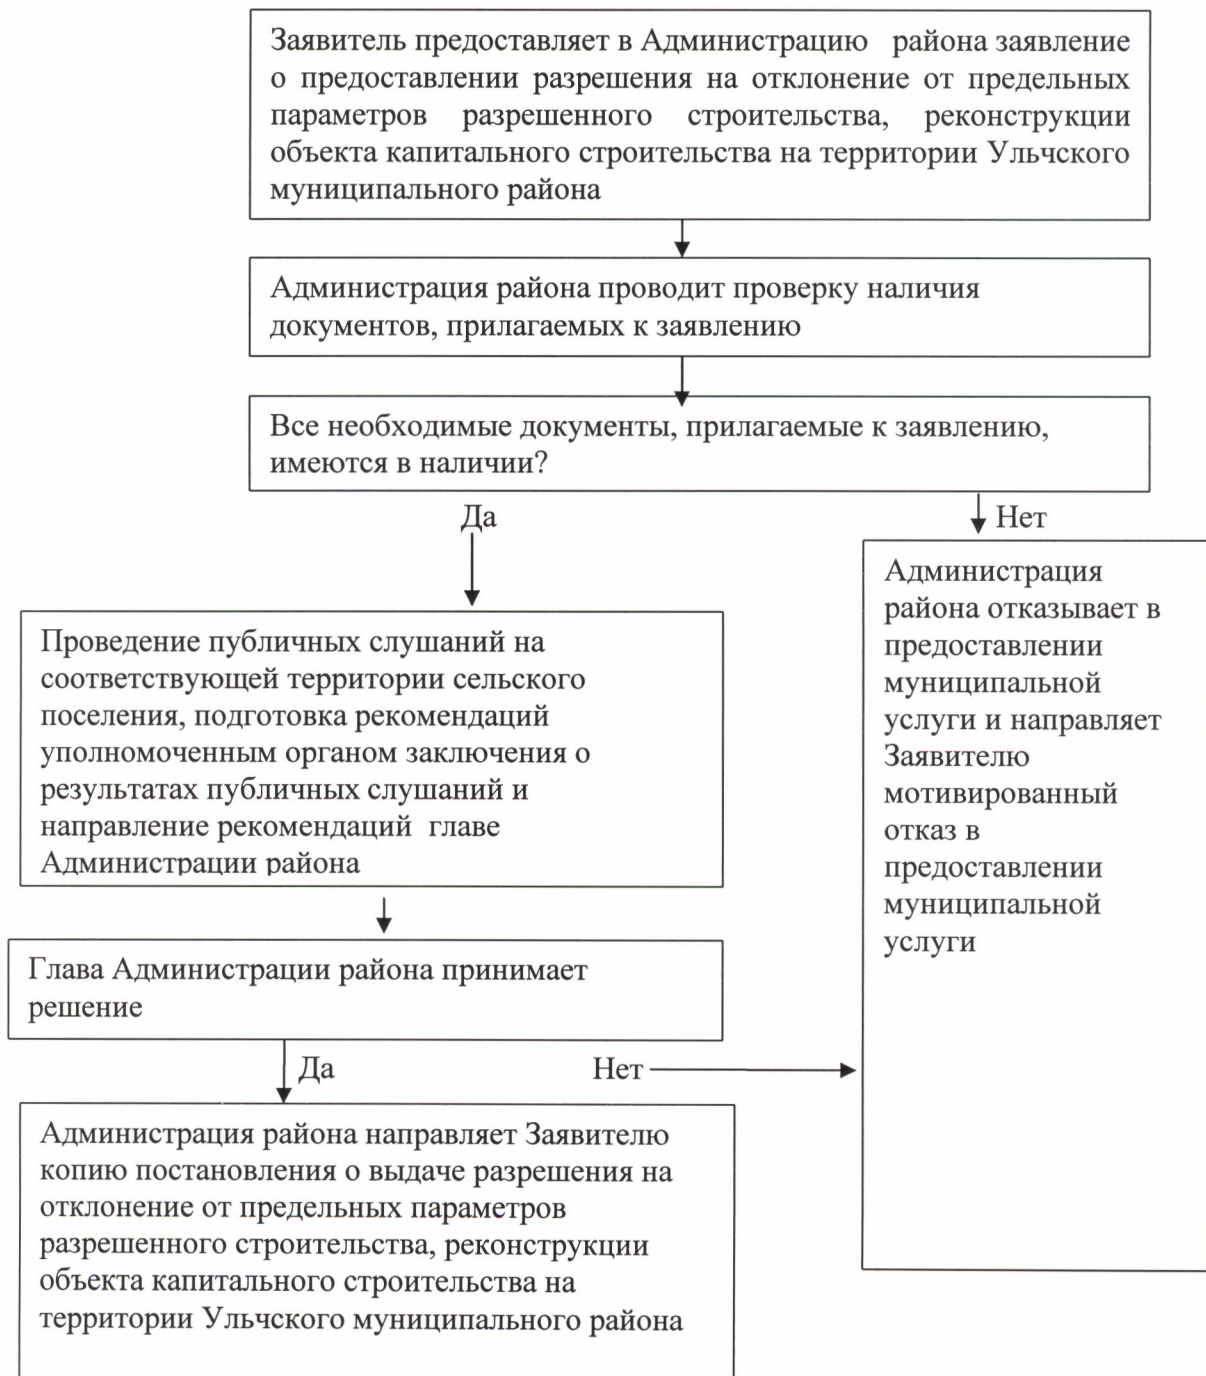 Заявитель предоставляет в Администрацию района заявление
о предоставлении разрешения на отклонение от предельных
параметров разрешенного строительства, реконструкции
объекта капитального строительства на территории Ульчского
муниципального района
Администрация района проводит проверку наличия
документов, прилагаемых к заявлению
Все необходимые документы, прилагаемые к заявлению,
имеются в наличии?
Да
Нет
Проведение публичных слушаний на
соответствующей территории сельского
поселения, подготовка рекомендаций
уполномоченным органом заключения о
результатах публичных слушаний и
направление рекомендаций главе
Администрации района
Администрация
района отказывает в
предоставлении
муниципальной
услуги и направляет
Заявителю
мотивированный
отказ в
предоставлении
муниципальной
услуги
Глава Администрации района принимает
решение
Да
Нет
Администрация района направляет Заявителю
копию постановления о выдаче разрешения на
отклонение от предельных параметров
разрешенного строительства, реконструкции
объекта капитального строительства на
территории Ульчского муниципального района